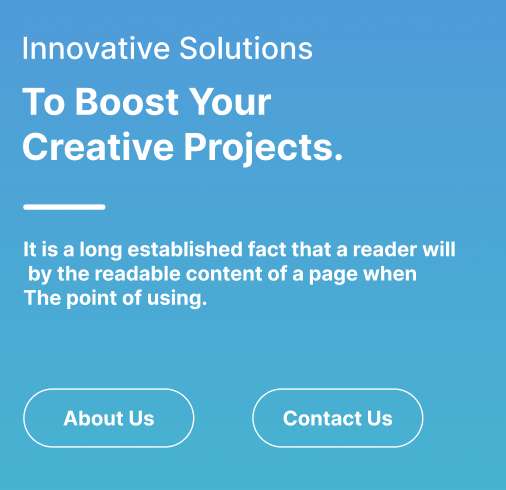 Innovative Solutions
To Boost Your
Creative Projects.
It is a long established fact that a reader will
by the readable content of a page when
The point of using.
About Us
Contact Us